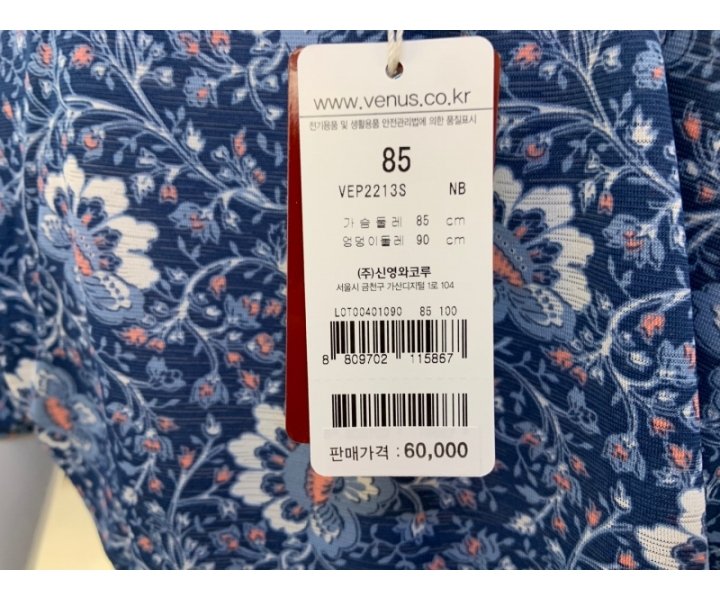 www.venus.co.kr
전기용품 및 생활용품 안전관리법에 의한 품질표시
85
VEP2213S NB
가슴둘레 85 cm
엉덩이둘레 90 cm
(주)신영와코루
서울시 금천구 가산디지털 1로 104
LOT00401090 85 100
8 809702 115867
판매가격 : 60,000